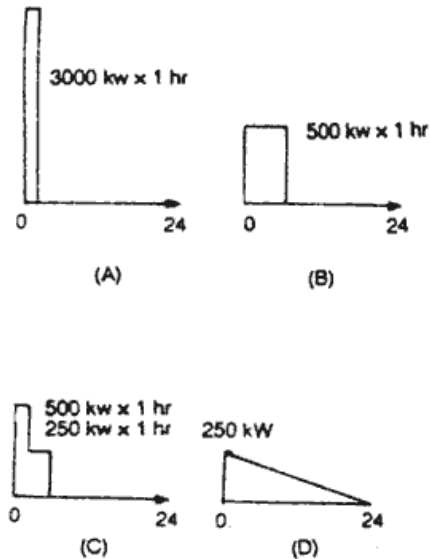 3000 kw x 1 hr
0 24
(A)
500 kw x 1 hr
0 24
(B)
500 kw x 1 hr
250 kw x 1 hr
0 24
(C)
250 kW
0. 24
(D)